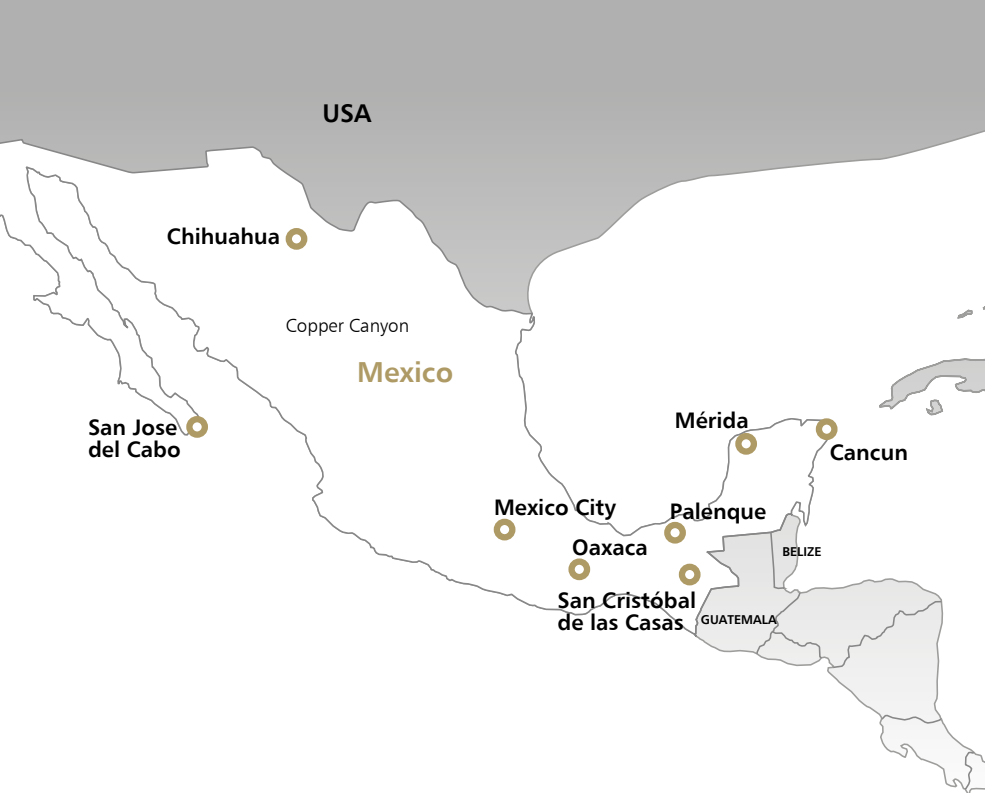 USA
Chihuahua
Copper Canyon
Mexico
San Jose
del Cabo
Mérida
Cancun
Mexico City
Palenque
Oaxaca
BELIZE
San Cristóbal
de las Casas
GUATEMALA